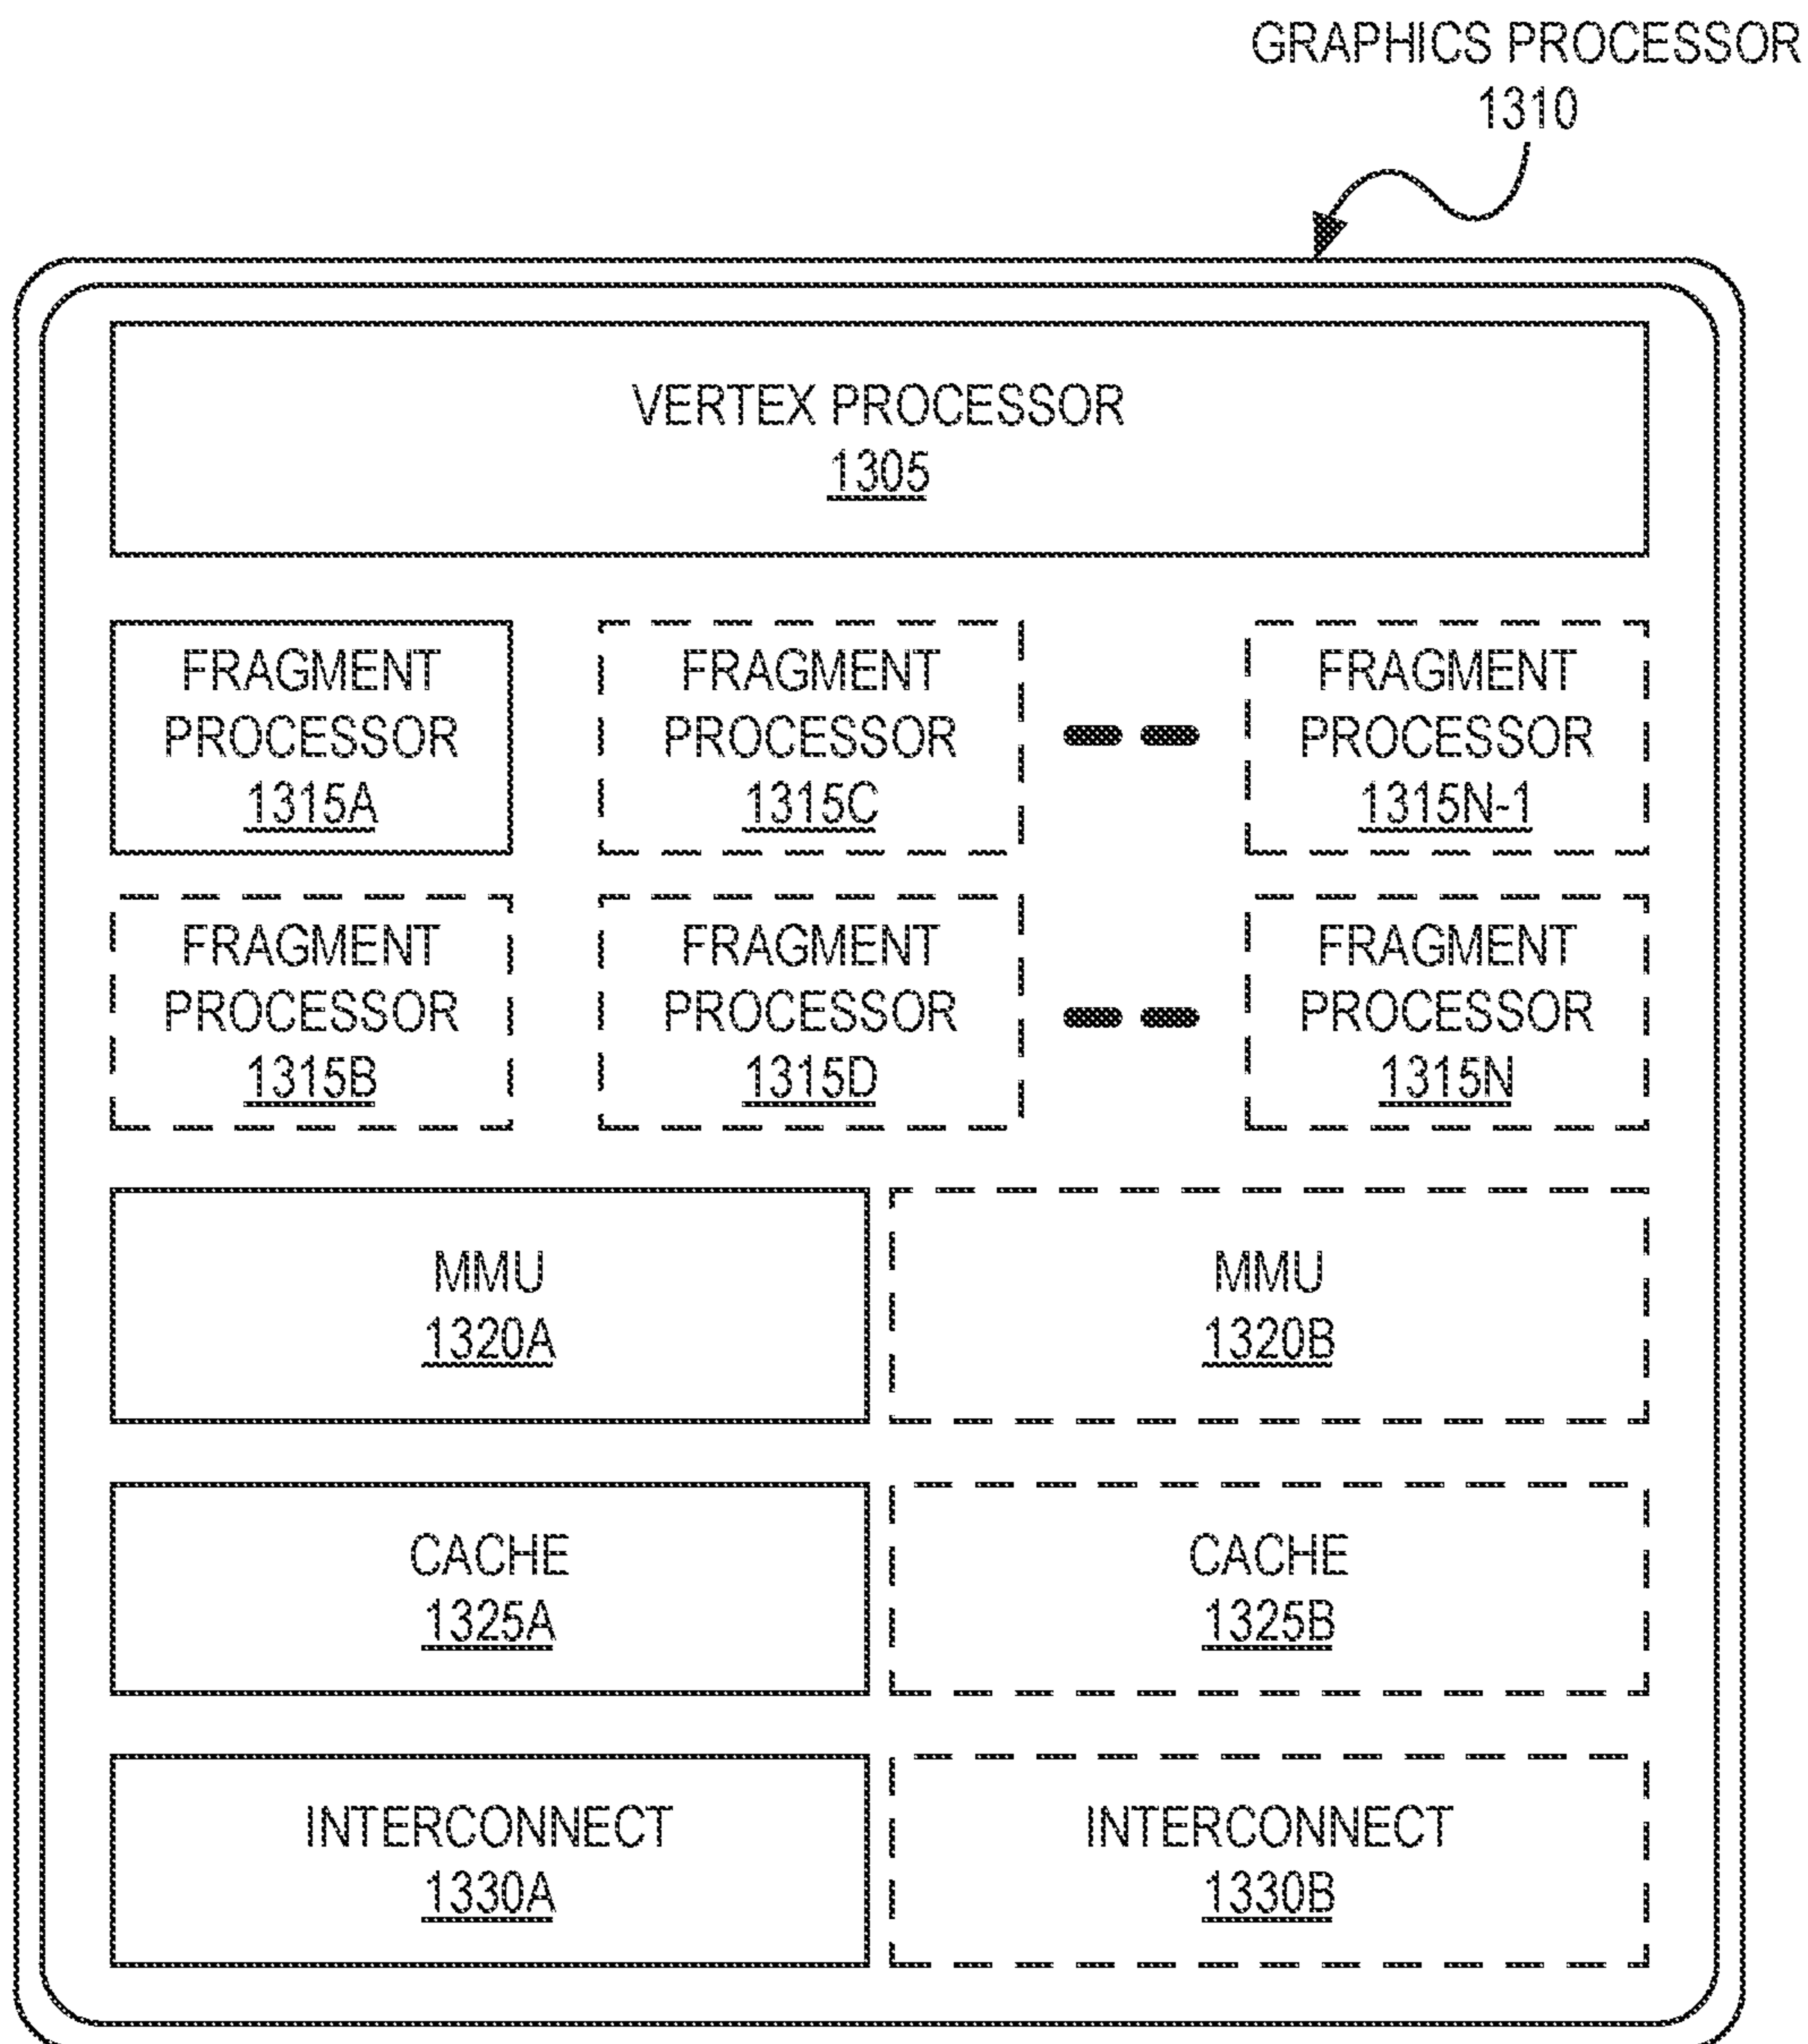 GRAPHICS PROCESSOR
1310
VERTEX PROCESSOR
1305
FRAGMENT
PROCESSOR
1315A
FRAGMENT
PROCESSOR
1315C
FRAGMENT
PROCESSOR
1315N-1
FRAGMENT
PROCESSOR
1315B
FRAGMENT
PROCESSOR
1315D
FRAGMENT
PROCESSOR
1315N
MMU
1320A
MMU
1320B
CACHE
1325A
CACHE
1325B
INTERCONNECT
1330A
INTERCONNECT
1330B